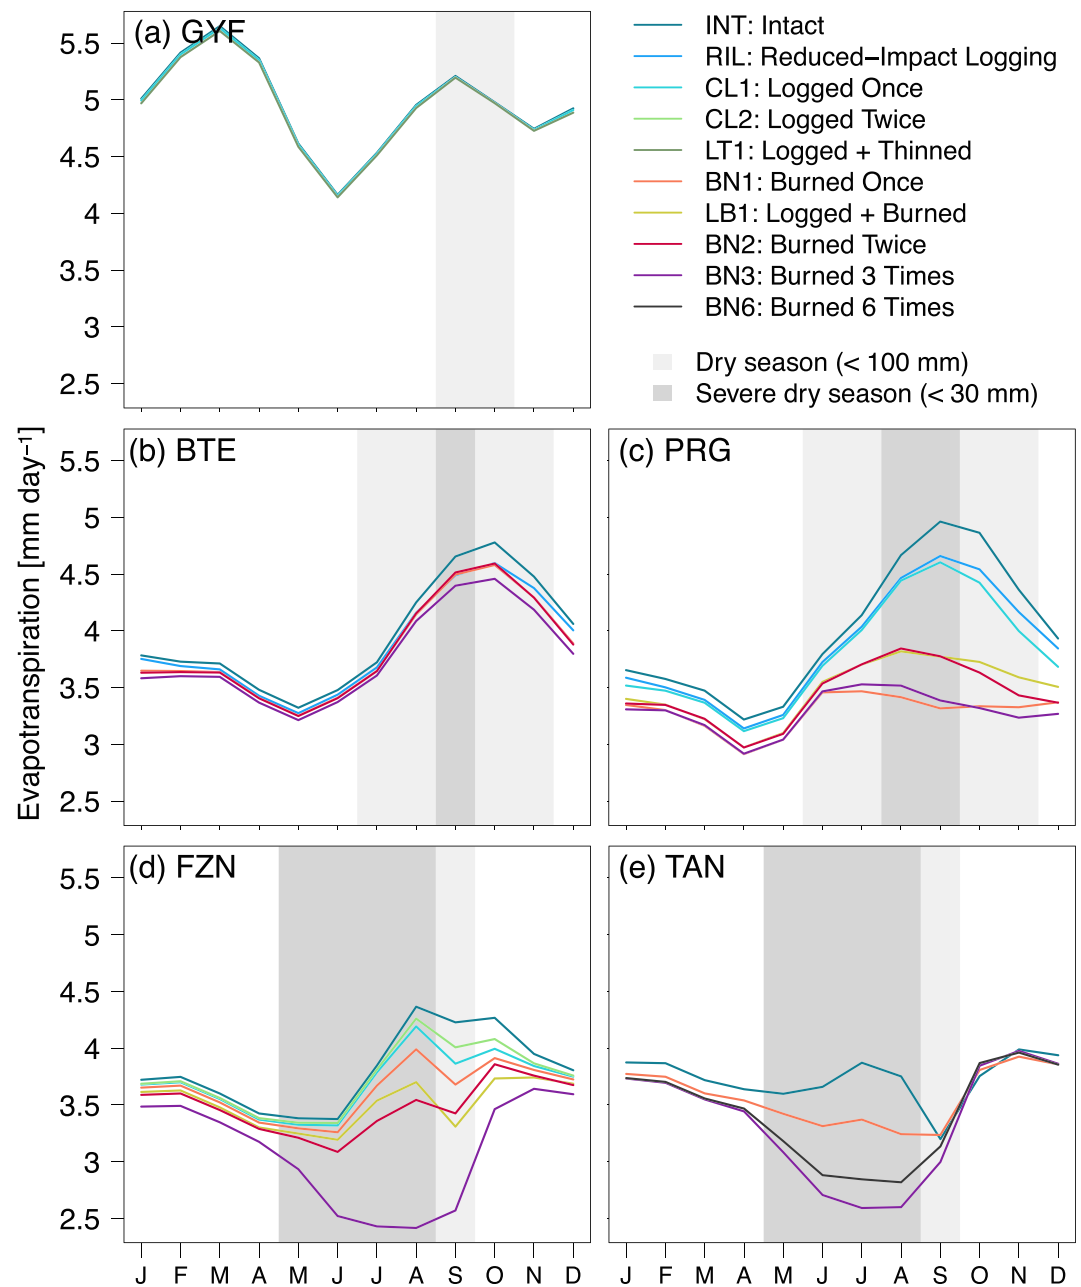 (a) GYF
5.5
5
4.5
4
3.5
3
2.5
INT: Intact
RIL: Reduced−Impact Logging
CL1: Logged Once
CL2: Logged Twice
LT1: Logged + Thinned
BN1: Burned Once
LB1: Logged + Burned
BN2: Burned Twice
BN3: Burned 3 Times
BN6: Burned 6 Times
Dry season (< 100 mm)
Severe dry season (< 30 mm)
Evapotranspiration [mm day⁻¹]
(b) BTE
5.5
5
4.5
4
3.5
3
2.5
(c) PRG
(d) FZN
5.5
5
4.5
4
3.5
3
2.5
J F M A M J J A S O N D
(e) TAN
J F M A M J J A S O N D